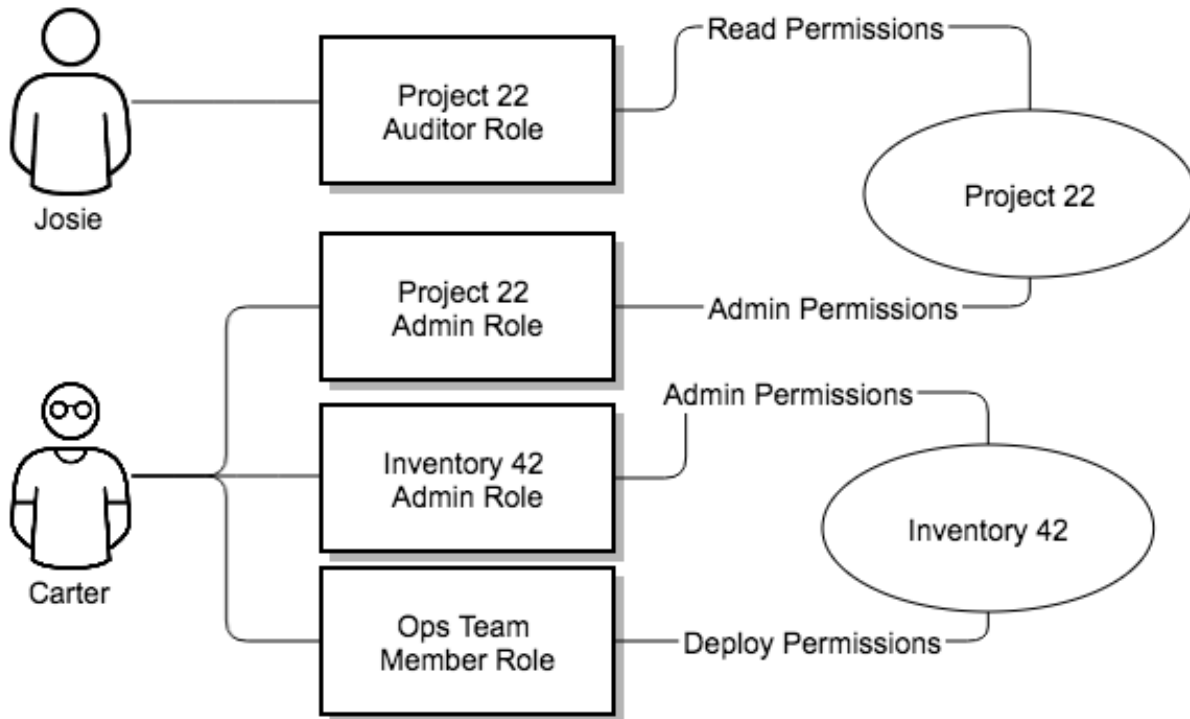 Read Permissions
Project 22
Auditor Role
Project 22
Josie
Project 22
Admin Role
Admin Permissions
Admin Permissions
Inventory 42
Admin Role
Inventory 42
Carter
Ops Team
Member Role
Deploy Permissions